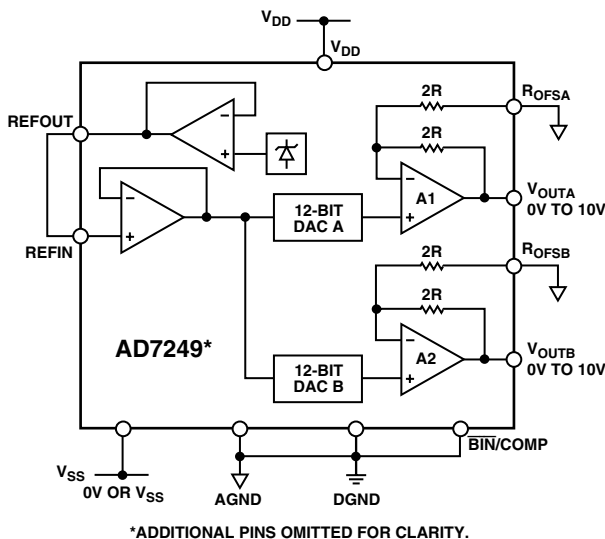 V_DD
V_DD
REFOUT
2R
R_OFSA
2R
−
+
−
+
A1
−
+
12-BIT
DAC A
V_OUTA
0V TO 10V
REFIN
2R
R_OFSB
2R
AD7249*
−
+
A2
12-BIT
DAC B
V_OUTB
0V TO 10V
V_SS
0V OR V_SS
AGND
DGND
B̅I̅N̅/COMP
*ADDITIONAL PINS OMITTED FOR CLARITY.